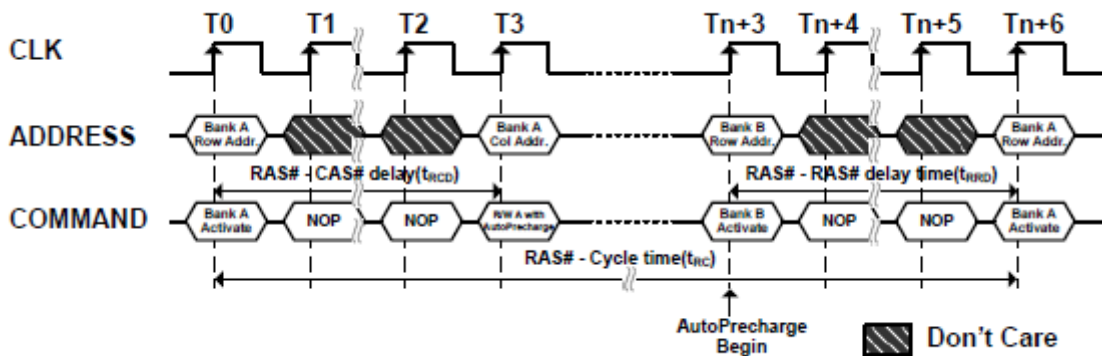 T0 T1 T2 T3 Tn+3 Tn+4 Tn+5 Tn+6
CLK
ADDRESS
Bank A
Row Addr.
Bank A
Col Addr.
Bank B
Row Addr.
Bank A
Row Addr.
RAS# - CAS# delay(tRCD)
RAS# - RAS# delay time(tRRD)
COMMAND
Bank A
Activate
NOP
NOP
R/W A with
AutoPrecharge
Bank B
Activate
NOP
NOP
Bank A
Activate
RAS# - Cycle time(tRC)
AutoPrecharge
Begin
Don't Care